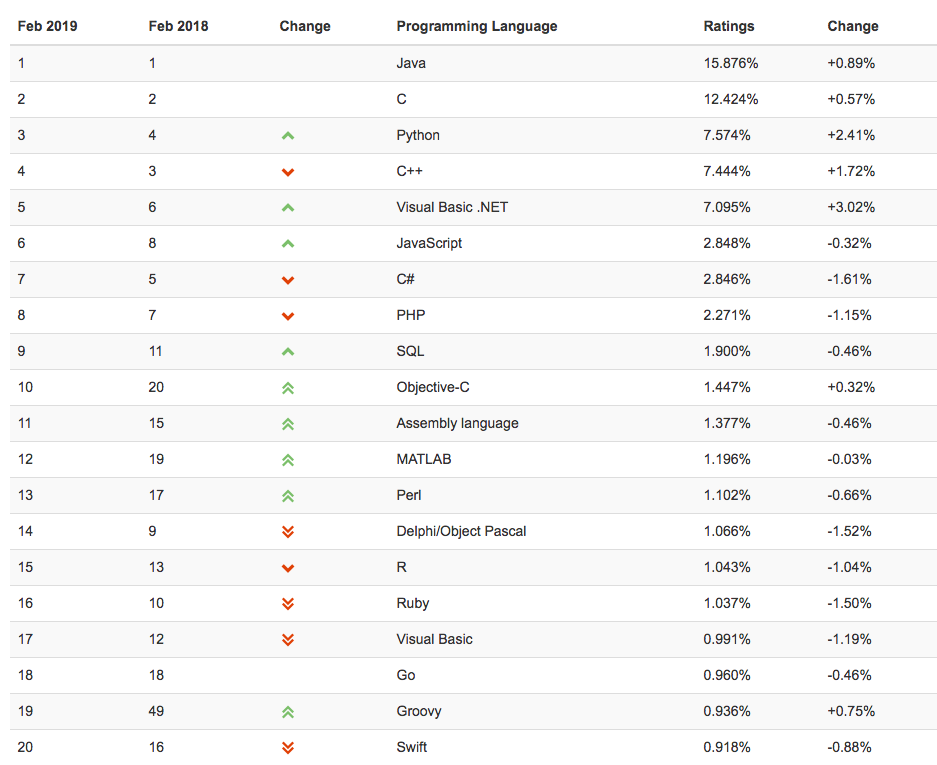 Feb 2019 Feb 2018 Change Programming Language Ratings Change
1 1 Java 15.876% +0.89%
2 2 C 12.424% +0.57%
3 4 Python 7.574% +2.41%
4 3 C++ 7.444% +1.72%
5 6 Visual Basic .NET 7.095% +3.02%
6 8 JavaScript 2.848% -0.32%
7 5 C# 2.846% -1.61%
8 7 PHP 2.271% -1.15%
9 11 SQL 1.900% -0.46%
10 20 Objective-C 1.447% +0.32%
11 15 Assembly language 1.377% -0.46%
12 19 MATLAB 1.196% -0.03%
13 17 Perl 1.102% -0.66%
14 9 Delphi/Object Pascal 1.066% -1.52%
15 13 R 1.043% -1.04%
16 10 Ruby 1.037% -1.50%
17 12 Visual Basic 0.991% -1.19%
18 18 Go 0.960% -0.46%
19 49 Groovy 0.936% +0.75%
20 16 Swift 0.918% -0.88%